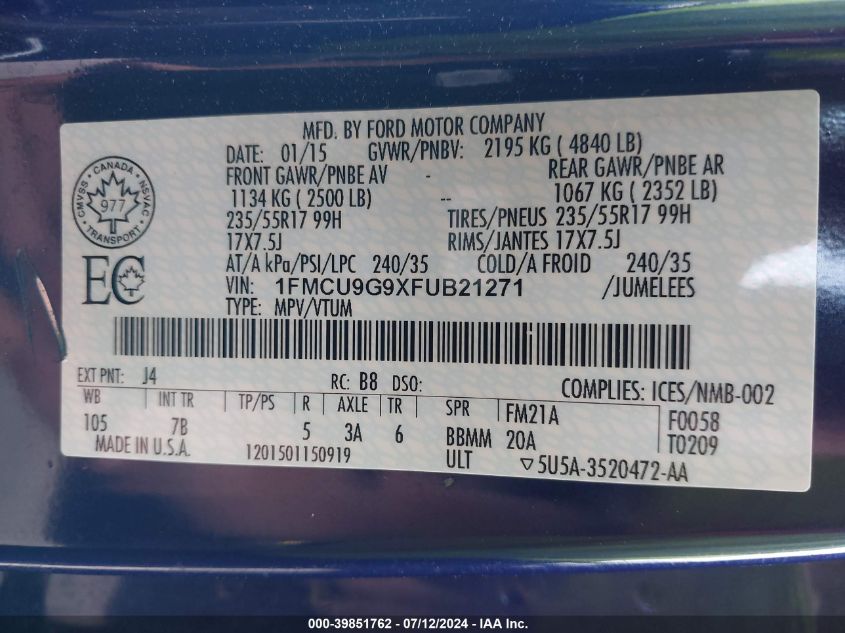 MFD. BY FORD MOTOR COMPANY
DATE: 01/15 GVWR/PNBV: 2195 KG ( 4840 LB)
FRONT GAWR/PNBE AV - REAR GAWR/PNBE AR
1134 KG ( 2500 LB) -- 1067 KG ( 2352 LB)
235/55R17 99H TIRES/PNEUS 235/55R17 99H
17X7.5J RIMS/JANTES 17X7.5J
AT/A kPa/PSI/LPC 240/35 COLD/A FROID 240/35
VIN: 1FMCU9G9XFUB21271 /JUMELEES
TYPE: MPV/VTUM
CANADA
CMVSS NSVAC
977
TRANSPORT
EC
EXT PNT: J4 RC: B8 DSO: COMPLIES: ICES/NMB-002
WB INT TR TP/PS R AXLE TR SPR FM21A F0058
105 7B 5 3A 6 BBMM 20A T0209
MADE IN U.S.A. 1201501150919 ULT ▽5U5A-3520472-AA
000-39851762 - 07/12/2024 - IAA Inc.